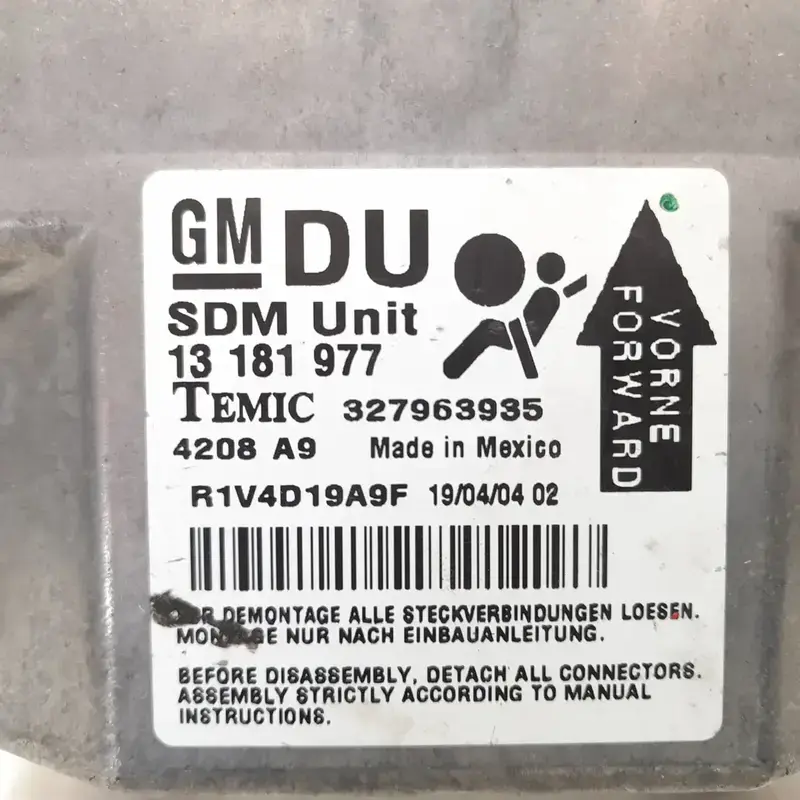 GM DU
SDM Unit
13 181 977
TEMIC 327963935
4208 A9 Made in Mexico
R1V4D19A9F 19/04/04 02
VORNE
FORWARD
DEMONTAGE ALLE STECKVERBINDUNGEN LOESEN.
NUR NACH EINBAUANLEITUNG.
BEFORE DISASSEMBLY, DETACH ALL CONNECTORS.
ASSEMBLY STRICTLY ACCORDING TO MANUAL
INSTRUCTIONS.